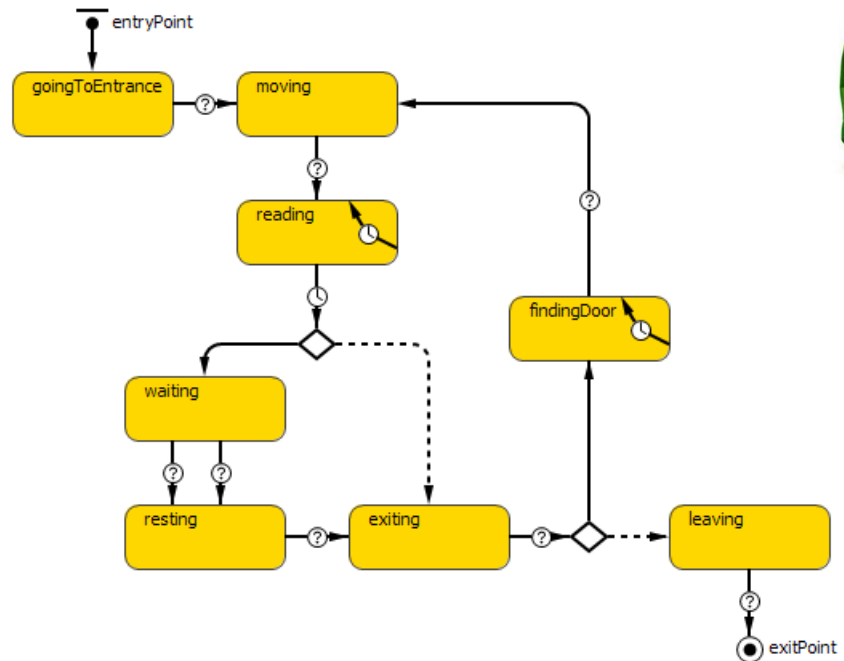 entryPoint
goingToEntrance
moving
?
?
reading
?
findingDoor
waiting
?
?
resting
exiting
leaving
?
?
?
exitPoint